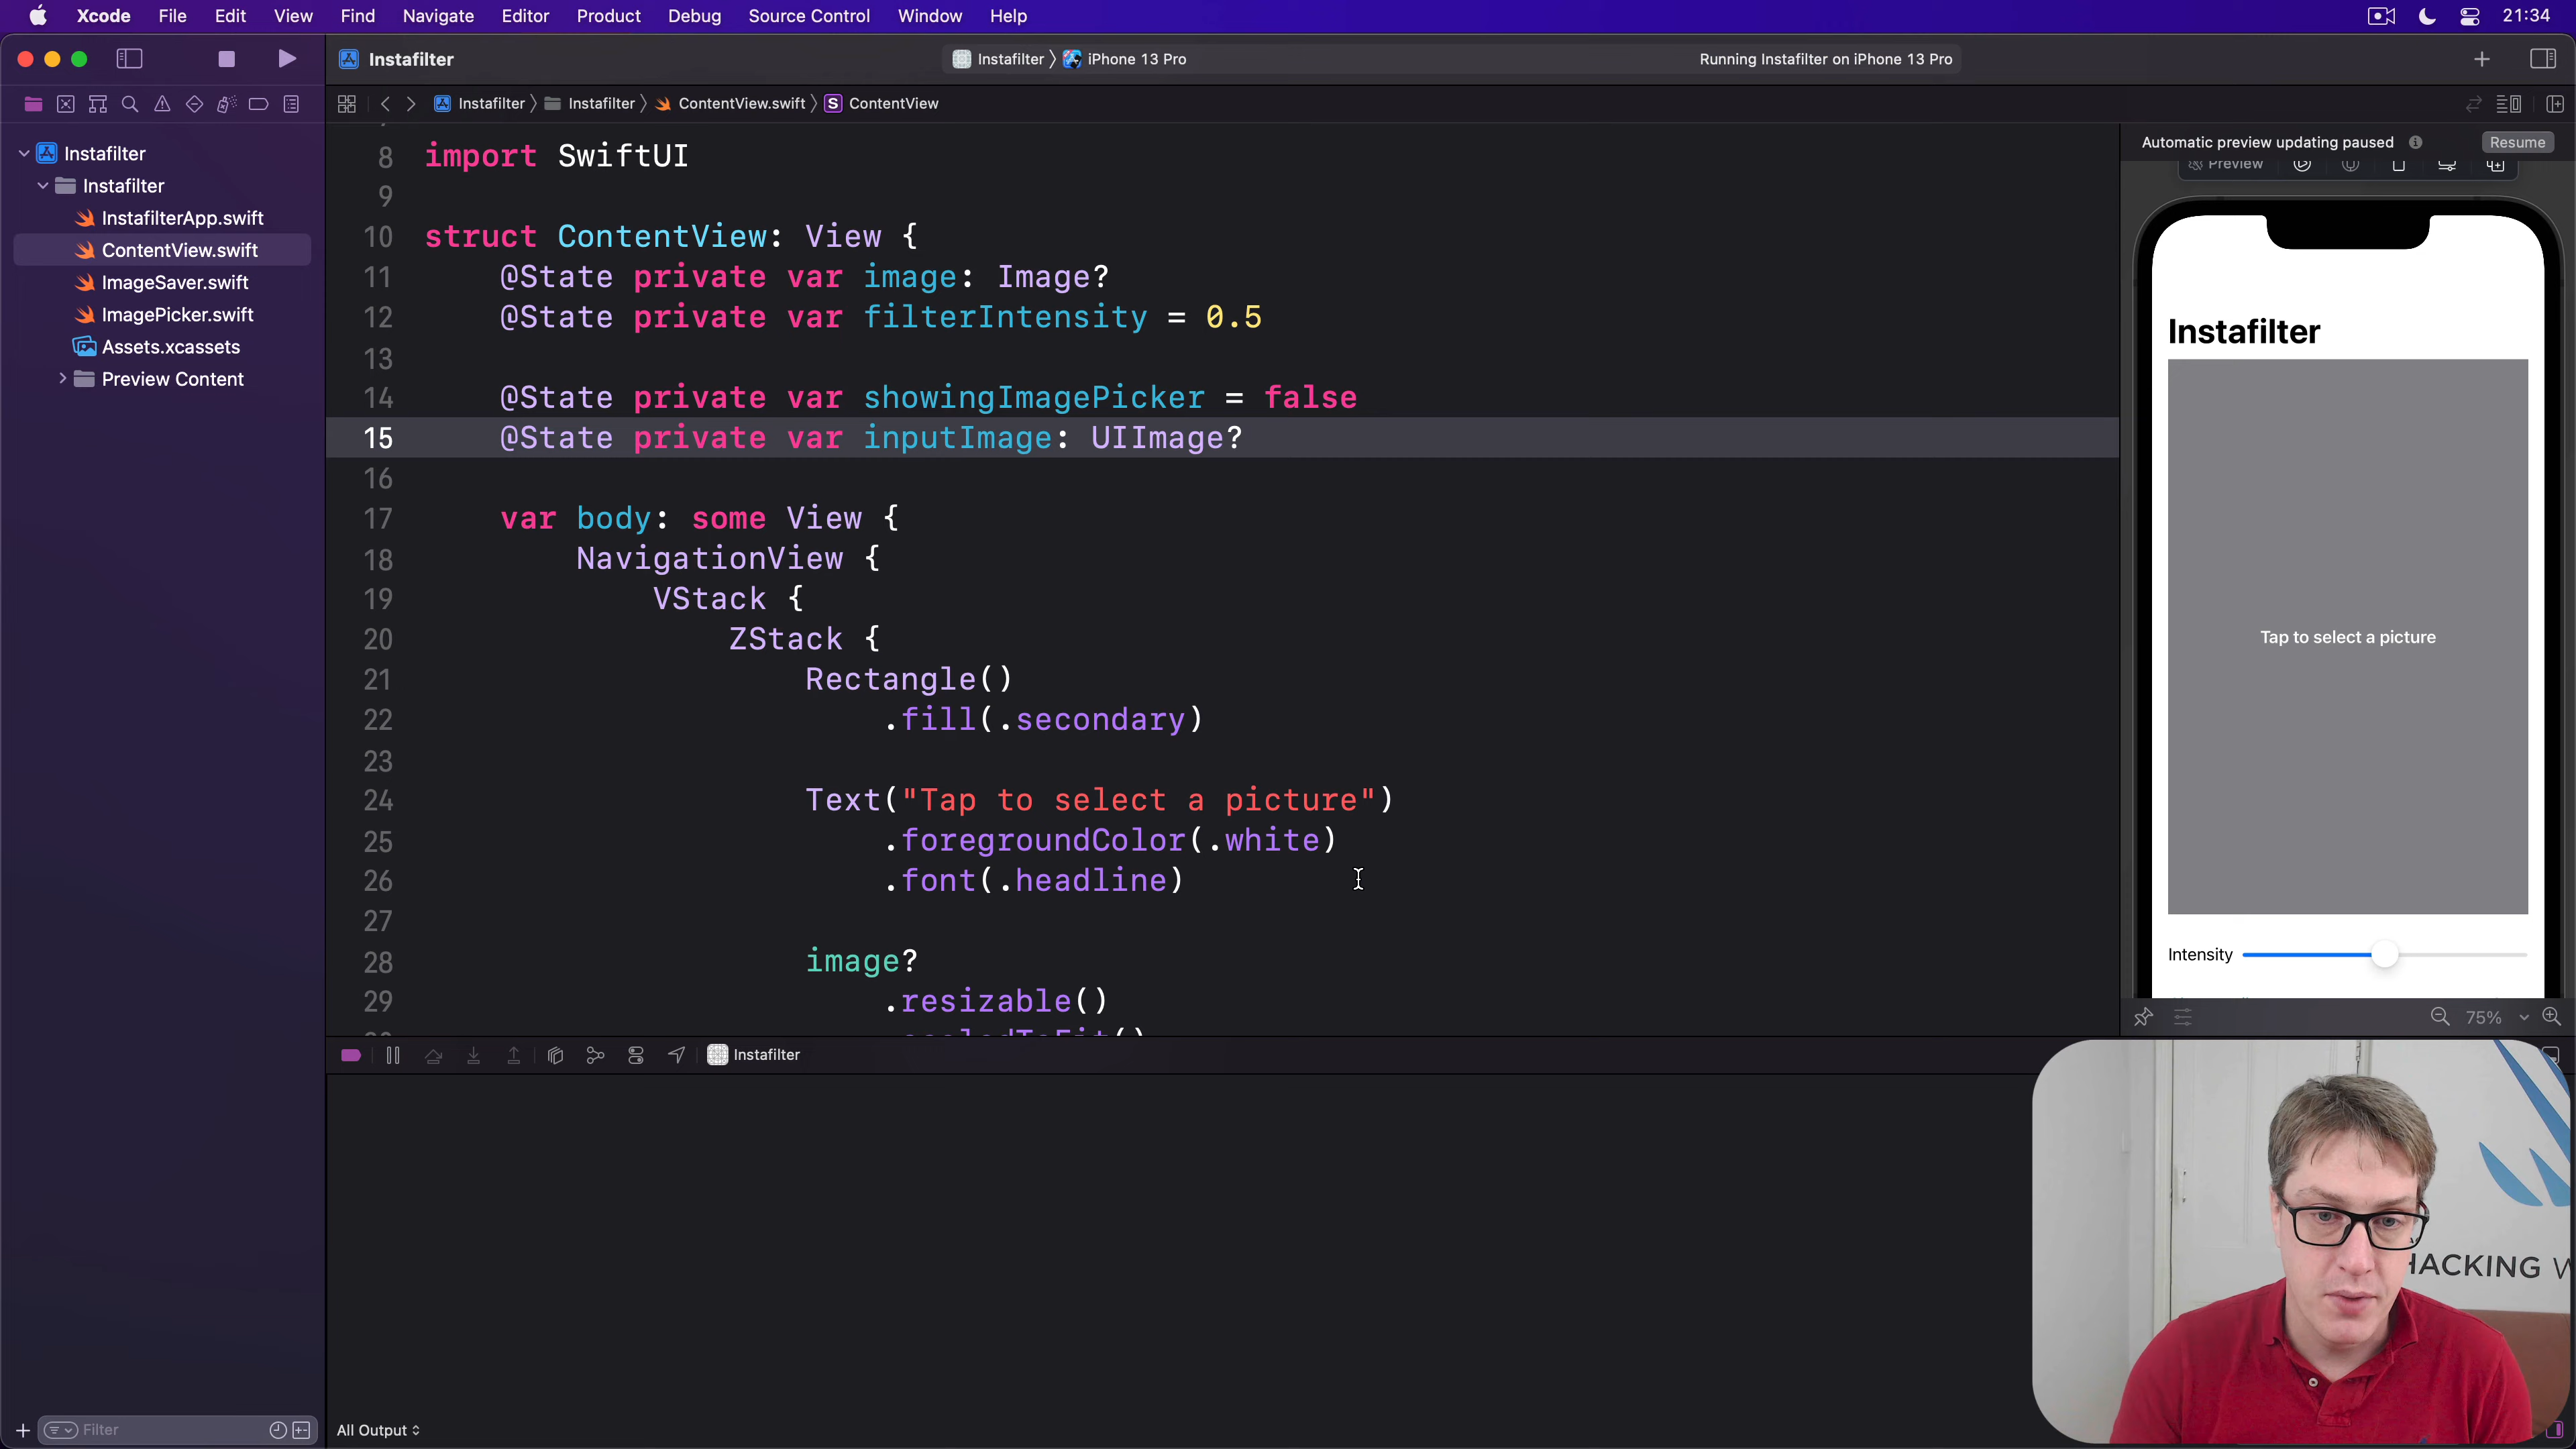 Xcode File Edit View Find Navigate Editor Product Debug Source Control Window Help 21:34
Instafilter Instafilter iPhone 13 Pro Running Instafilter on iPhone 13 Pro
Instafilter Instafilter ContentView.swift S ContentView
Instafilter
Instafilter
InstafilterApp.swift
ContentView.swift
ImageSaver.swift
ImagePicker.swift
Assets.xcassets
Preview Content
8 import SwiftUI
9
10 struct ContentView: View {
11 @State private var image: Image?
12 @State private var filterIntensity = 0.5
13
14 @State private var showingImagePicker = false
15 @State private var inputImage: UIImage?
16
17 var body: some View {
18 NavigationView {
19 VStack {
20 ZStack {
21 Rectangle()
22 .fill(.secondary)
23
24 Text("Tap to select a picture")
25 .foregroundColor(.white)
26 .font(.headline)
27
28 image?
29 .resizable()
Automatic preview updating paused Resume
Preview
Instafilter
Tap to select a picture
Intensity
75%
Instafilter
HACKING W
Filter
All Output